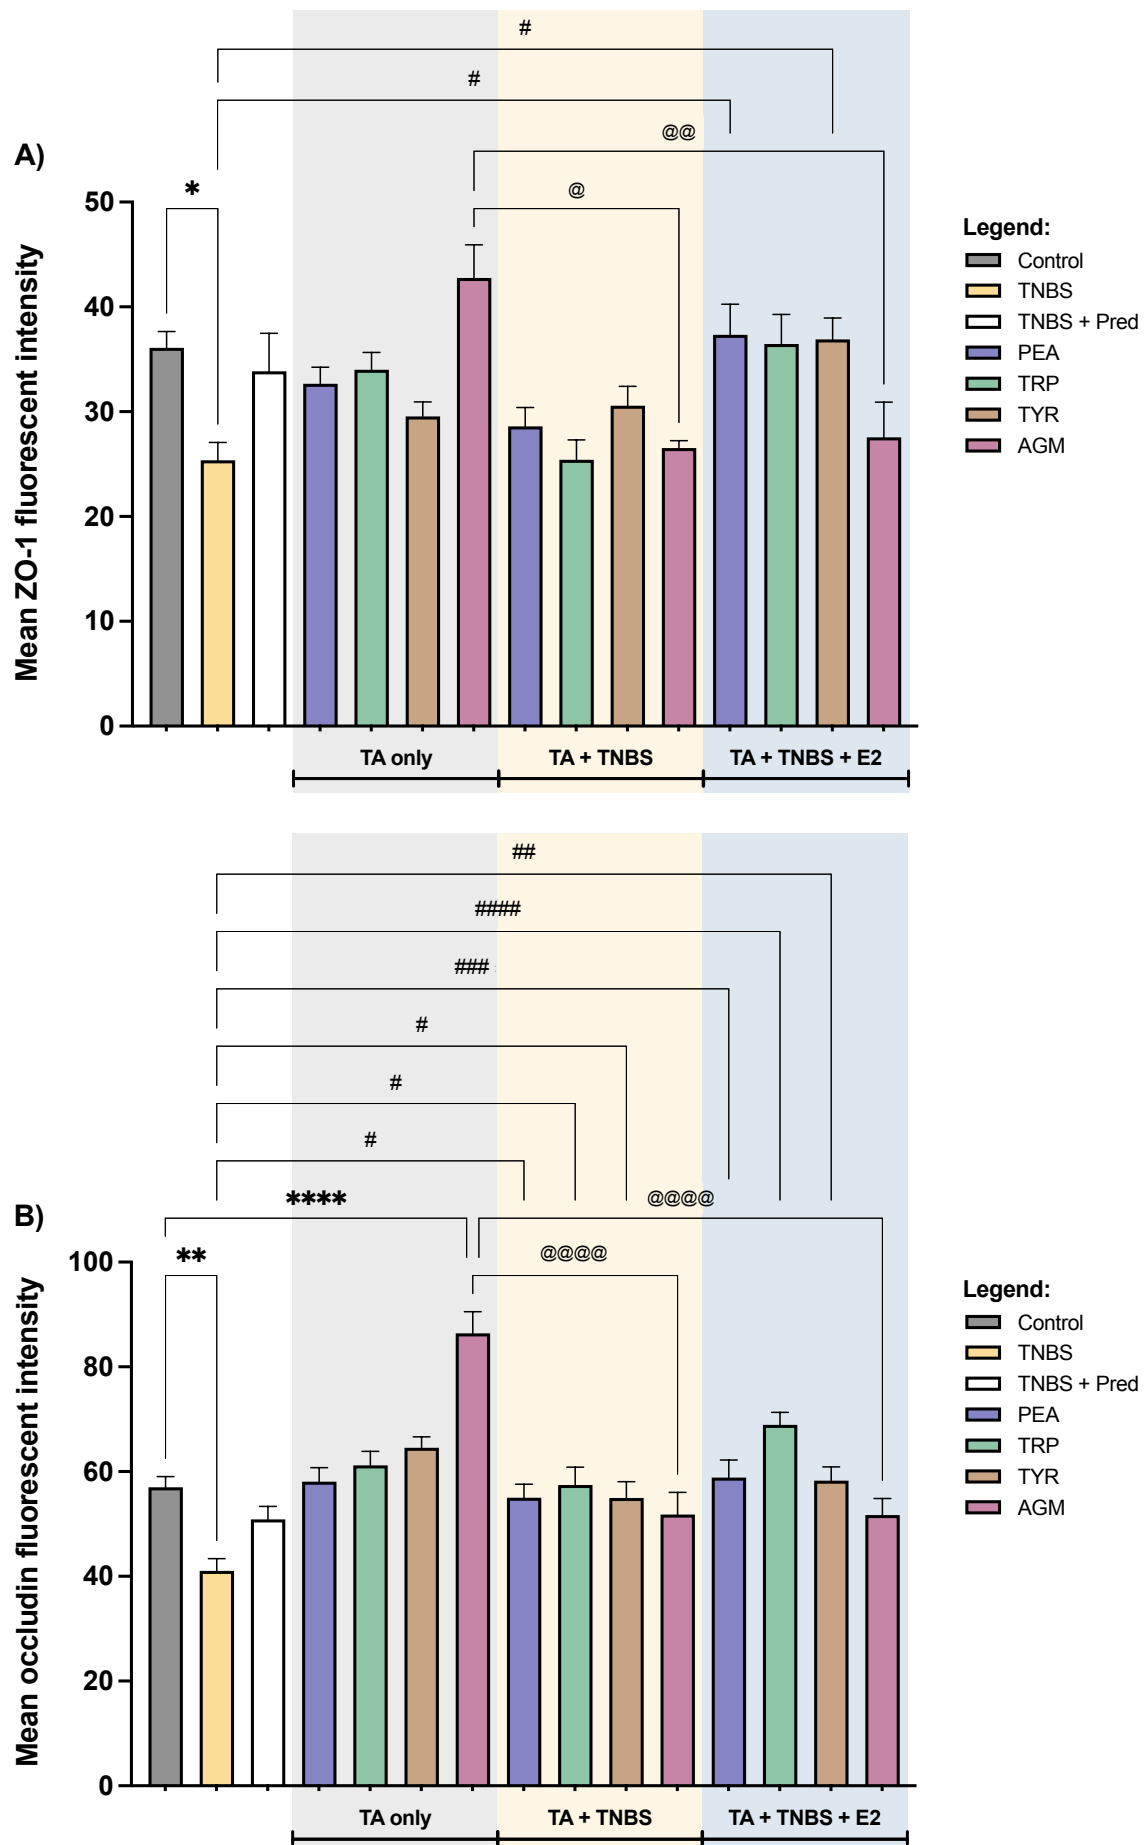 #
#
@@
A)
*
@
50
40
30
20
10
0
Mean ZO-1 fluorescent intensity
Legend:
Control
TNBS
TNBS + Pred
PEA
TRP
TYR
AGM
TA only
TA + TNBS
TA + TNBS + E2
##
####
###
#
#
#
****
@@@@
B)
**
@@@@
100
80
60
40
20
0
Mean occludin fluorescent intensity
Legend:
Control
TNBS
TNBS + Pred
PEA
TRP
TYR
AGM
TA only
TA + TNBS
TA + TNBS + E2